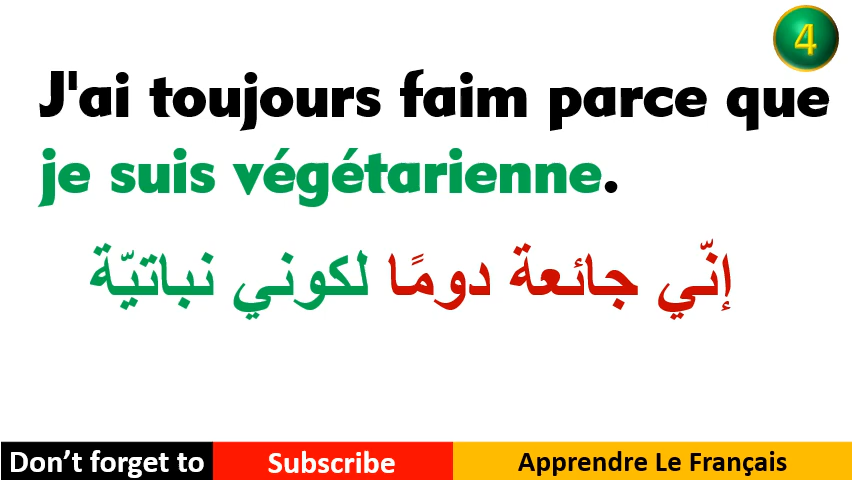 4
J'ai toujours faim parce que
je suis végétarienne.
إنّي جائعة دومًا لكوني نباتيّة
Don’t forget to Subscribe Apprendre Le Français